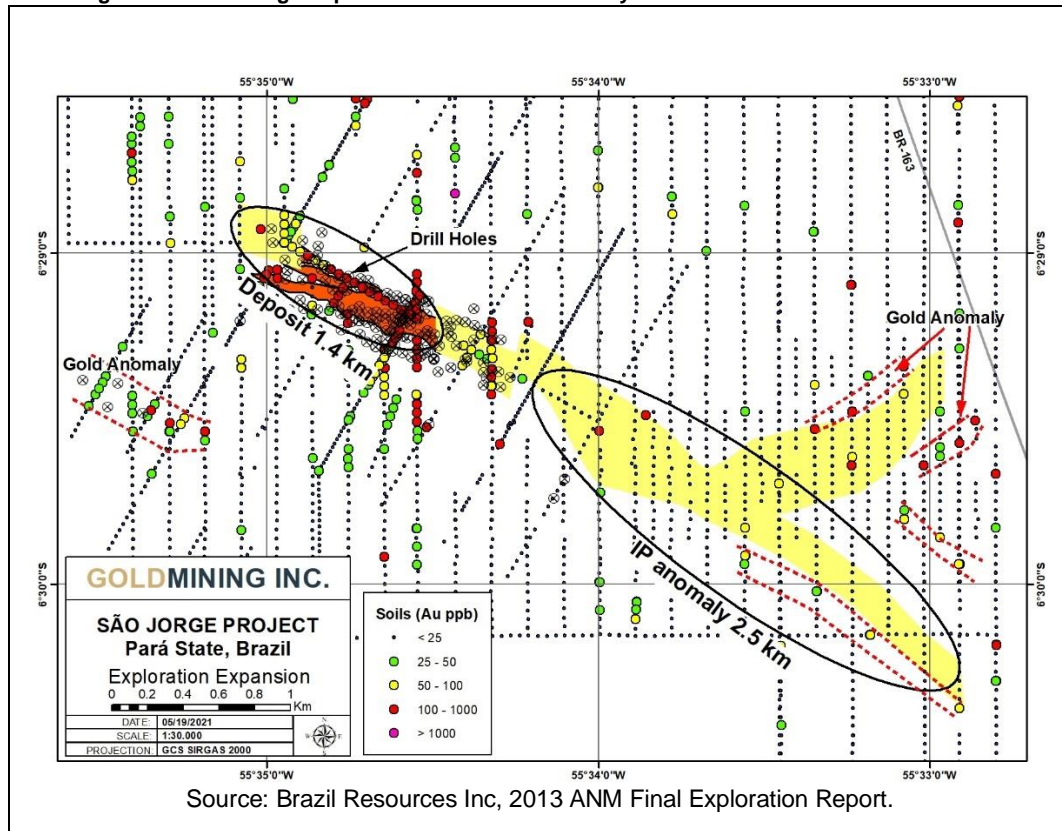 55°35'0"W 55°34'0"W 55°33'0"W
BR-163
6°29'0"S 6°29'0"S
Drill Holes
Deposit 1.4 km
Gold Anomaly
Gold Anomaly
IP anomaly 2.5 km
6°30'0"S 6°30'0"S
GOLDMINING INC.
SÃO JORGE PROJECT
Pará State, Brazil
Exploration Expansion
0 0.2 0.4 0.6 0.8 1
Km
DATE: 05/19/2021
SCALE: 1:30.000
PROJECTION: GCS SIRGAS 2000
N
W E
S
Soils (Au ppb)
< 25
25 - 50
50 - 100
100 - 1000
> 1000
55°35'0"W 55°34'0"W 55°33'0"W
Source: Brazil Resources Inc, 2013 ANM Final Exploration Report.